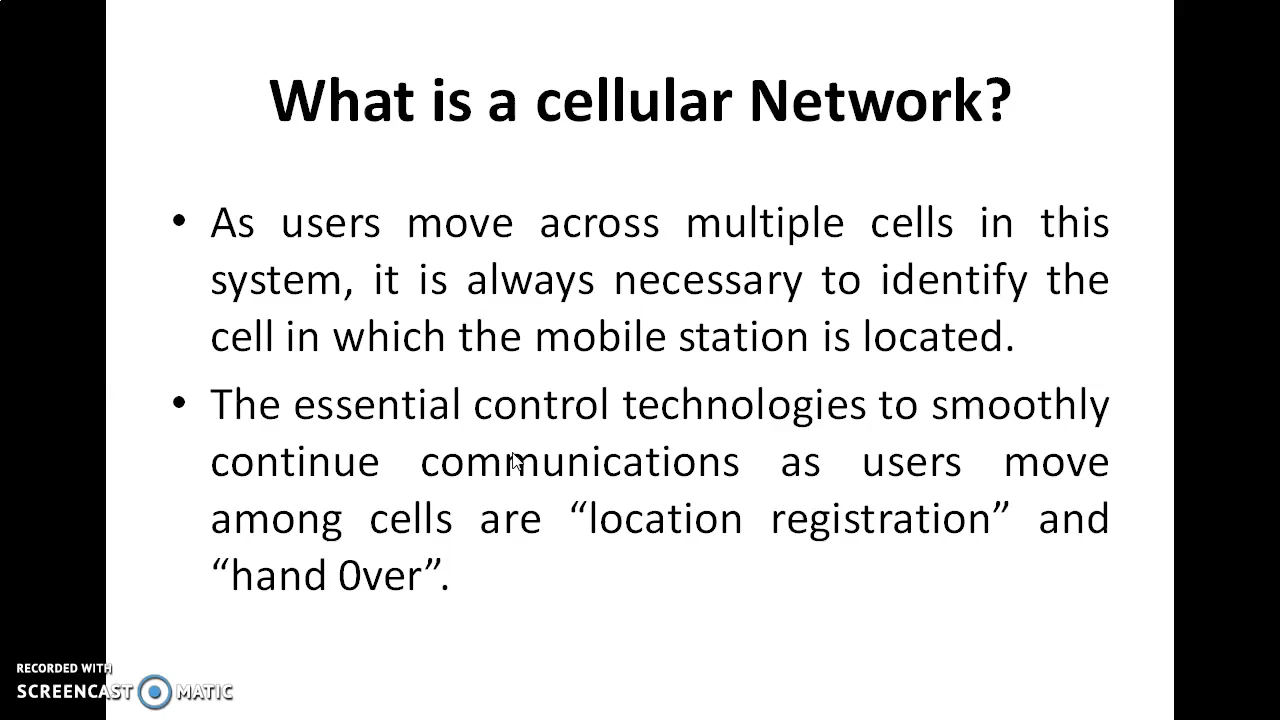 What is a cellular Network?
• As users move across multiple cells in this
system, it is always necessary to identify the
cell in which the mobile station is located.
• The essential control technologies to smoothly
continue communications as users move
among cells are “location registration” and
“hand 0ver”.
RECORDED WITH
SCREENCAST MATIC